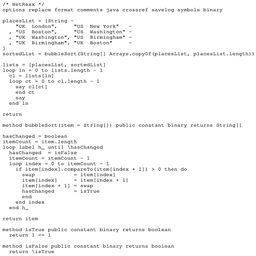 /* NetRexx */
options replace format comments java crossref savelog symbols binary

placesList = [String -
    "UK  London",     "US  New York"   -
  , "US  Boston",     "US  Washington" -
  , "UK  Washington", "US  Birmingham" -
  , "UK  Birmingham", "UK  Boston"     -
]
sortedList = bubbleSort(String[] Arrays.copyOf(placesList, placesList.length))

lists = [placesList, sortedList]
loop ln = 0 to lists.length - 1
  cl = lists[ln]
  loop ct = 0 to cl.length - 1
    say cl[ct]
    end ct
    say
  end ln

return

method bubbleSort(item = String[]) public constant binary returns String[]

hasChanged = boolean
itemCount = item.length
loop label h_ until \hasChanged
  hasChanged = isFalse
  itemCount = itemCount - 1
  loop index = 0 to itemCount - 1
    if item[index].compareTo(item[index + 1]) > 0 then do
      swap            = item[index]
      item[index]     = item[index + 1]
      item[index + 1] = swap
      hasChanged      = isTrue
      end
    end index
  end h_

return item

method isTrue public constant binary returns boolean
  return 1 == 1

method isFalse public constant binary returns boolean
  return \isTrue